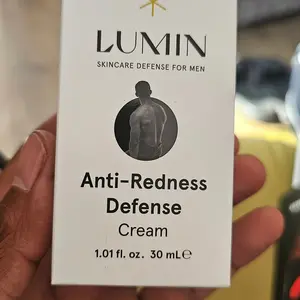 LUMIN
SKINCARE DEFENSE FOR MEN
Anti-Redness
Defense
Cream
1.01 fl. oz. 30 mL℮